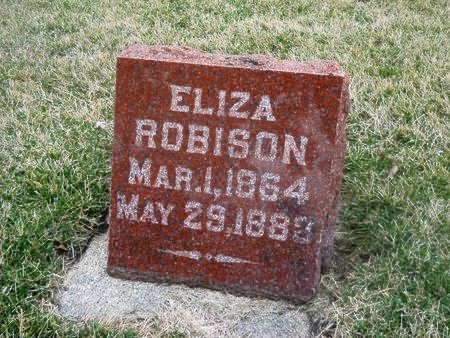 ELIZA
ROBISON
MAR. 1, 1864
MAY 29, 1883